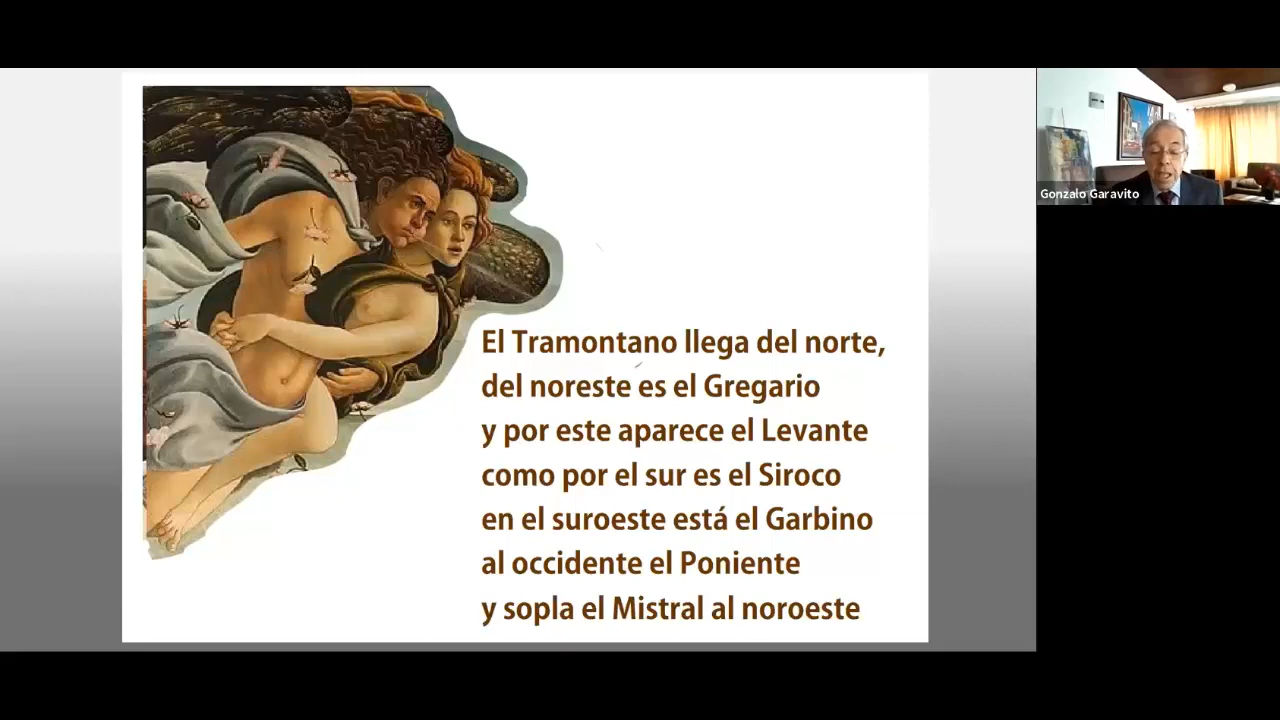 El Tramontano llega del norte,
del noreste es el Gregario
y por este aparece el Levante
como por el sur es el Siroco
en el suroeste está el Garbino
al occidente el Poniente
y sopla el Mistral al noroeste
Gonzalo Garavito